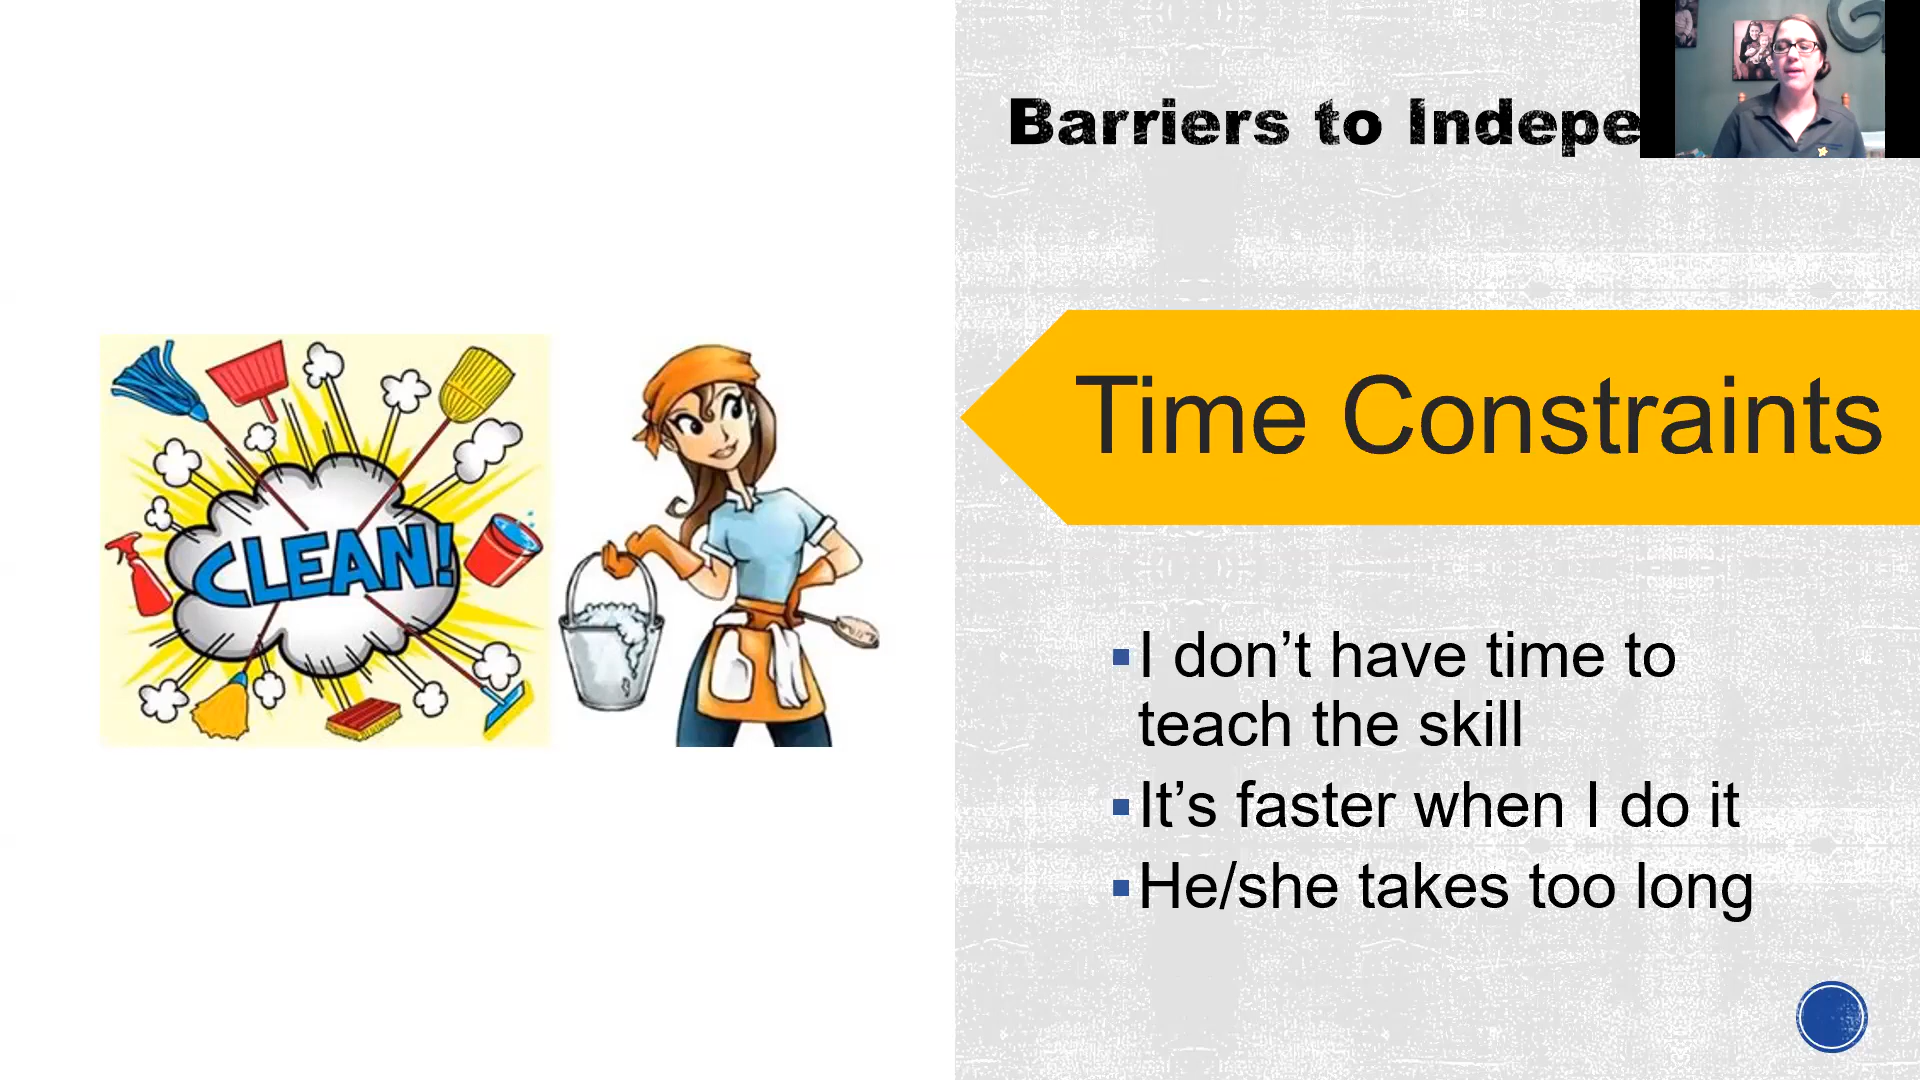 Barriers to Indepe
Time Constraints
CLEAN!
▪I don’t have time to
teach the skill
▪It’s faster when I do it
▪He/she takes too long